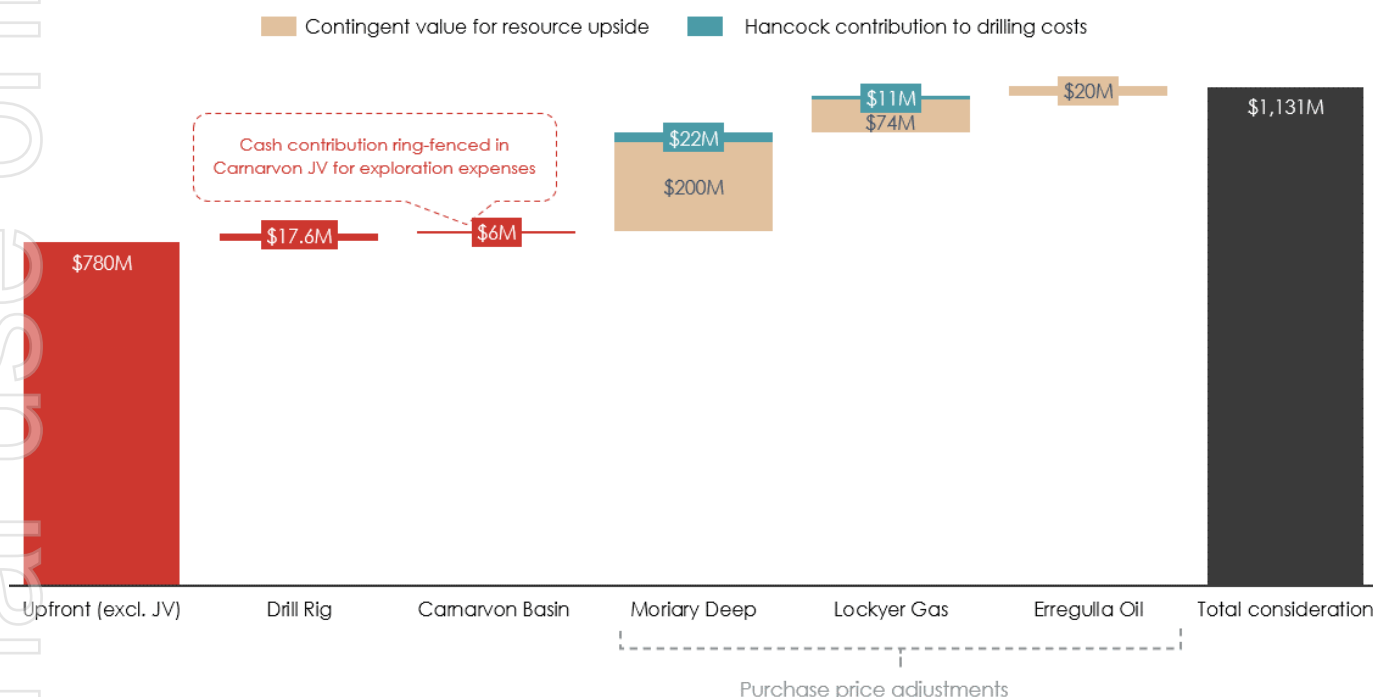 Contingent value for resource upside
Hancock contribution to drilling costs
$20M
$11M
$1,131M
$74M
$22M
Cash contribution ring-fenced in
Carnarvon JV for exploration expenses
$200M
$17.6M
$6M
$780M
Upfront (excl. JV)
Drill Rig
Carnarvon Basin
Moriary Deep
Lockyer Gas
Erregulla Oil
Total consideration
Purchase price adjustments